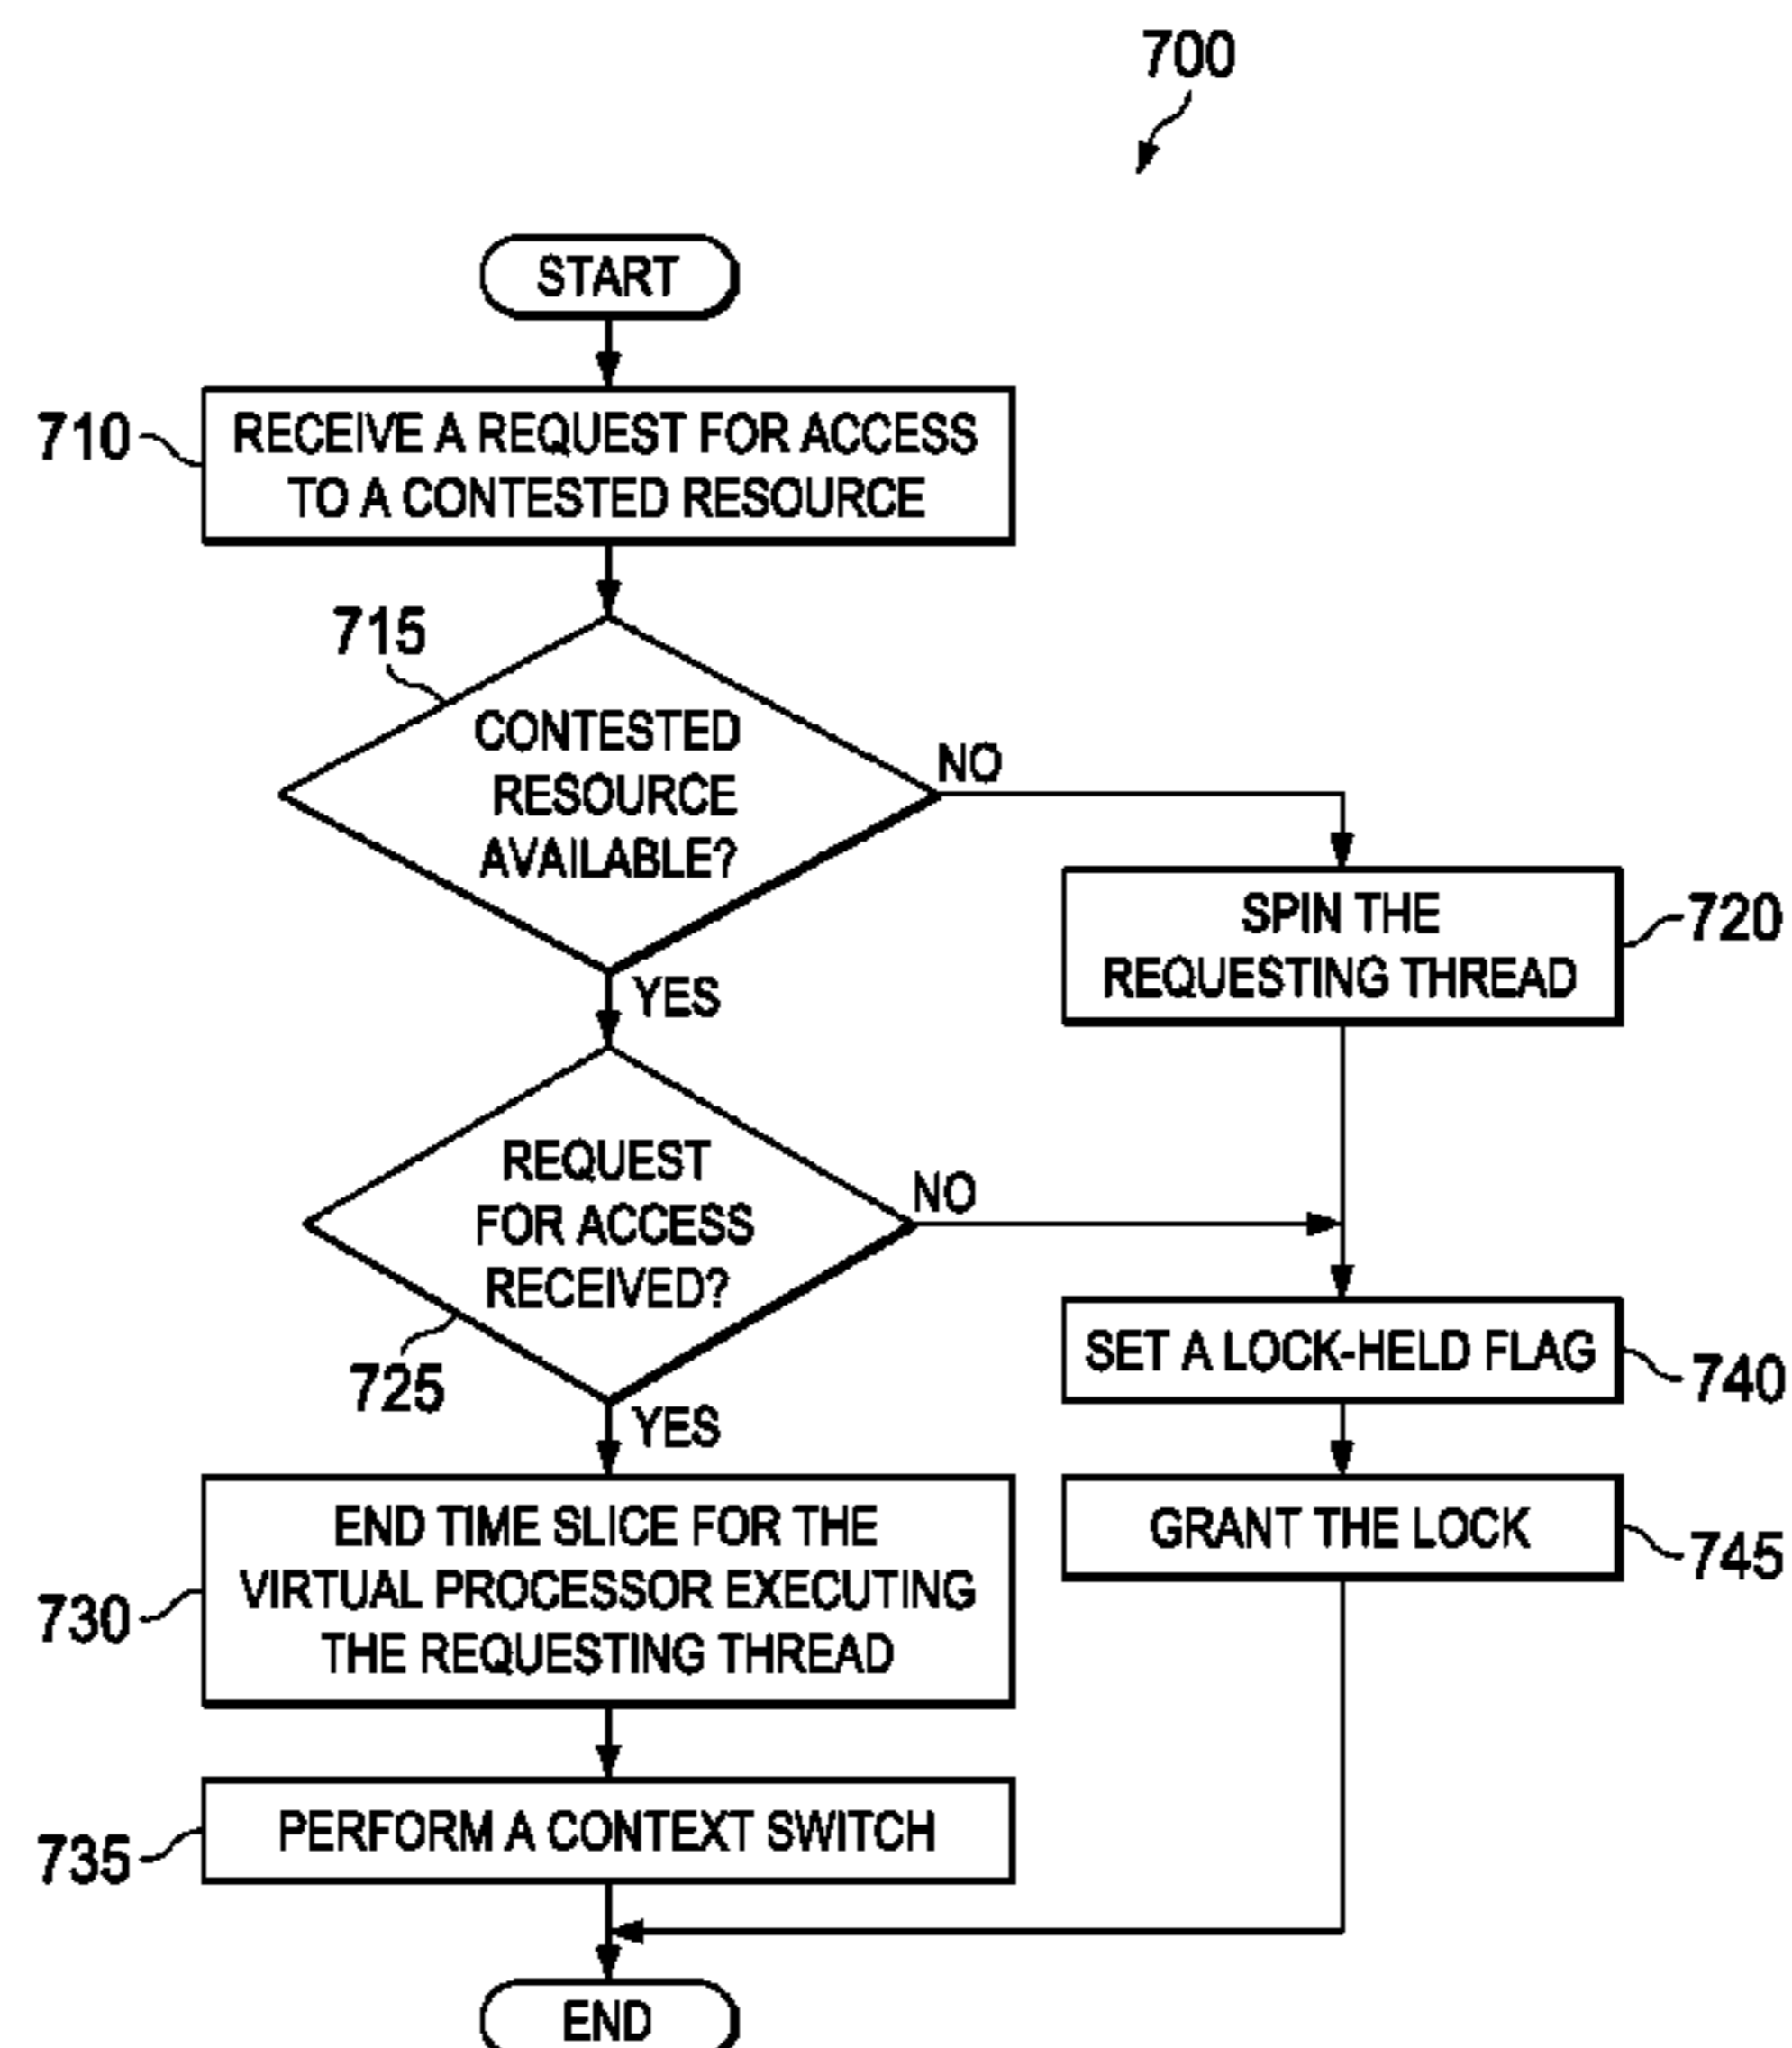 700
START
710
RECEIVE A REQUEST FOR ACCESS
TO A CONTESTED RESOURCE
715
CONTESTED
RESOURCE
AVAILABLE?
NO
YES
SPIN THE
REQUESTING THREAD
720
REQUEST
FOR ACCESS
RECEIVED?
NO
725
YES
SET A LOCK-HELD FLAG
740
730
END TIME SLICE FOR THE
VIRTUAL PROCESSOR EXECUTING
THE REQUESTING THREAD
GRANT THE LOCK
745
735
PERFORM A CONTEXT SWITCH
END